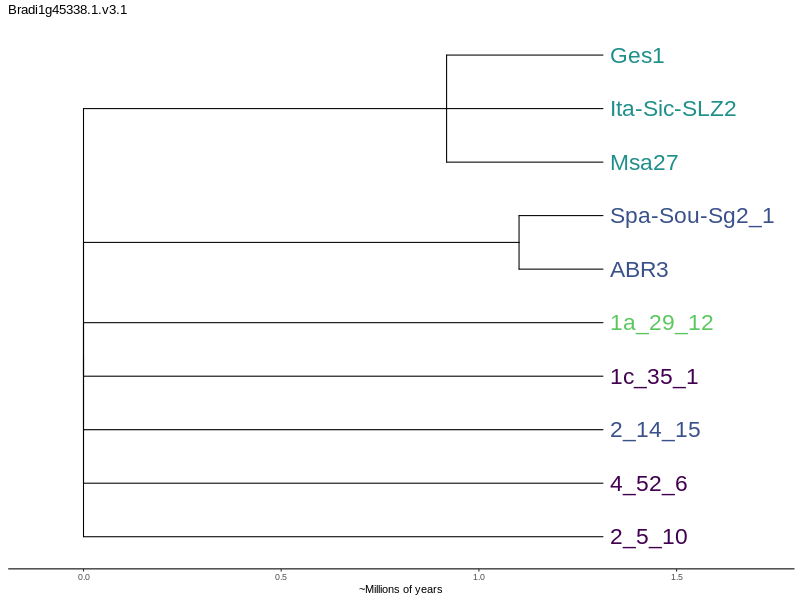 Bradi1g45338.1.v3.1
Ges1
Ita-Sic-SLZ2
Msa27
Spa-Sou-Sg2_1
ABR3
1a_29_12
1c_35_1
2_14_15
4_52_6
2_5_10
0.0 0.5 1.0 1.5
~Millions of years